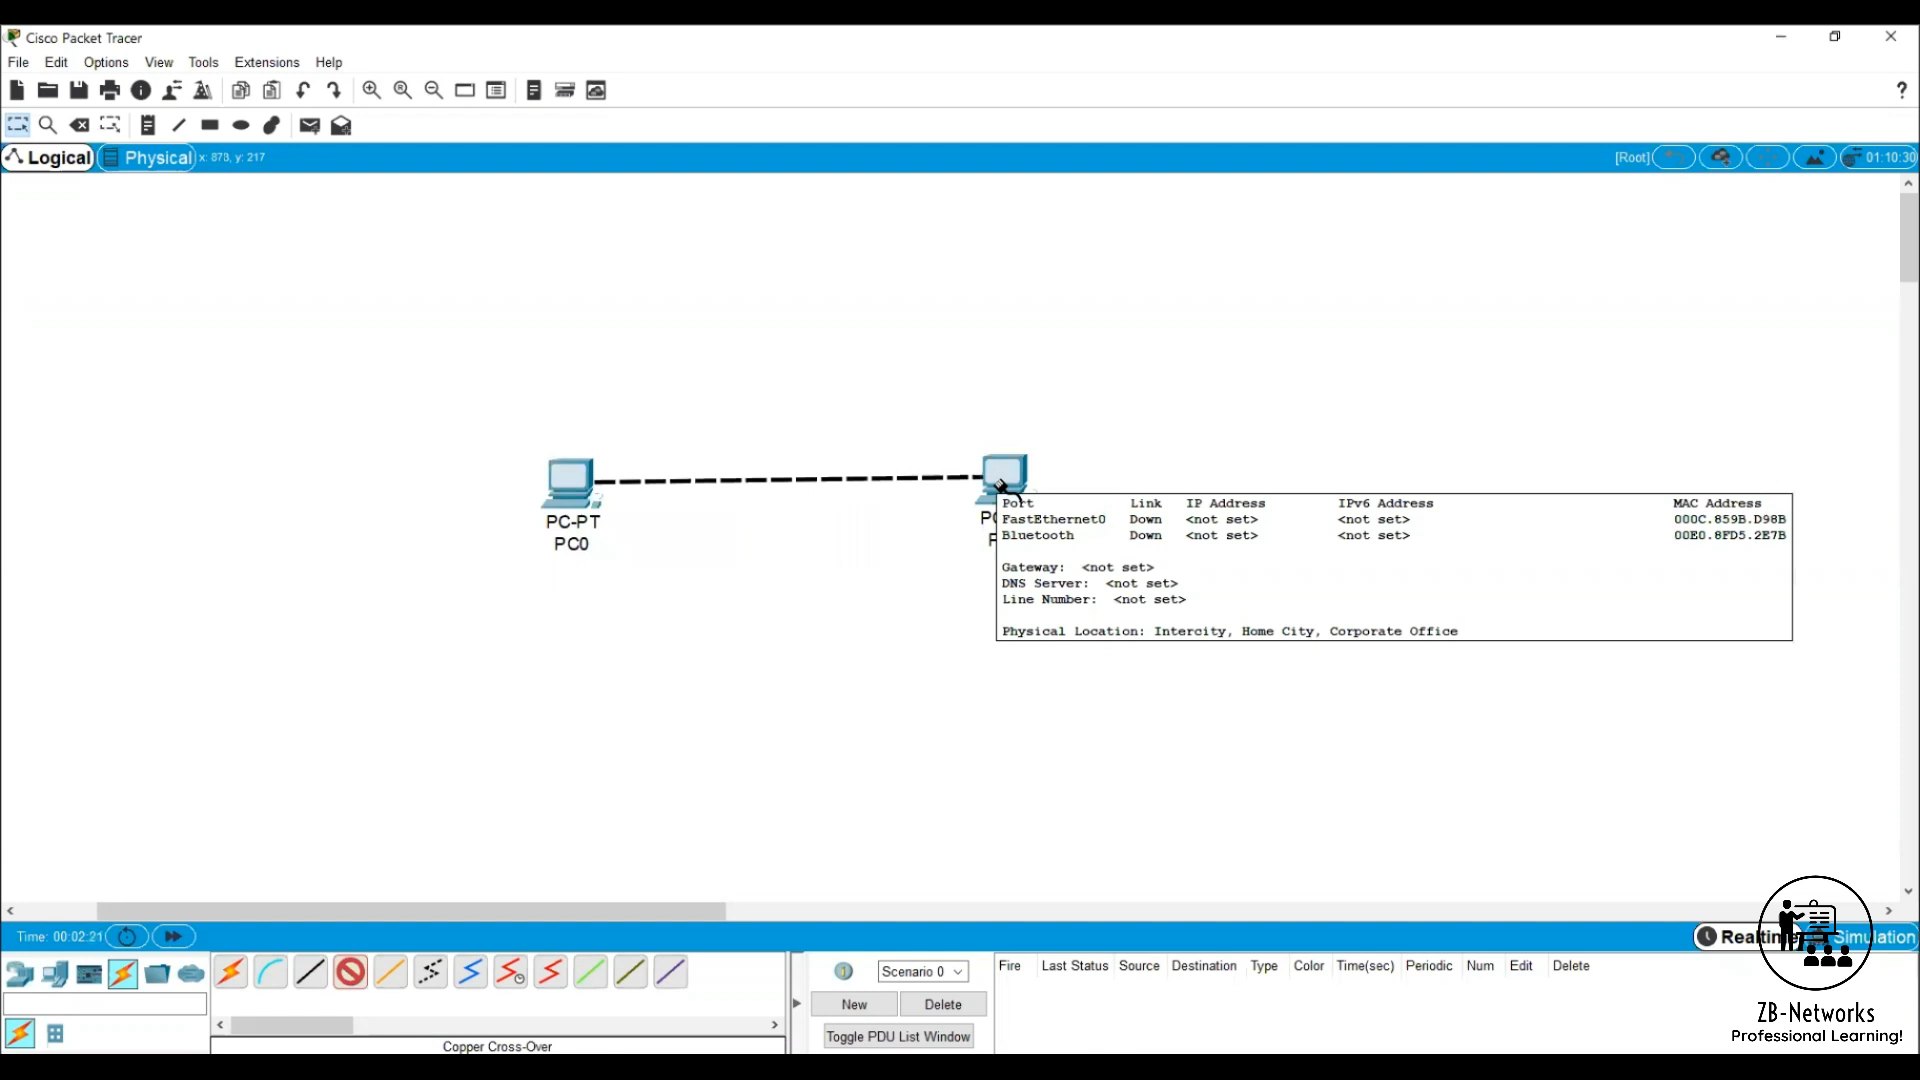 Cisco Packet Tracer
File Edit Options View Tools Extensions Help
?
Logical Physical x: 873, y: 217 [Root] 01:10:30
PC-PT
PC0
Port Link IP Address IPv6 Address MAC Address
FastEthernet0 Down <not set> <not set> 000C.859B.D98B
Bluetooth Down <not set> <not set> 00E0.8FD5.2E7B
Gateway: <not set>
DNS Server: <not set>
Line Number: <not set>
Physical Location: Intercity, Home City, Corporate Office
Time: 00:02:21 Realtime Simulation
Scenario 0
New Delete
Toggle PDU List Window
Fire Last Status Source Destination Type Color Time(sec) Periodic Num Edit Delete
Copper Cross-Over
ZB-Networks
Professional Learning!